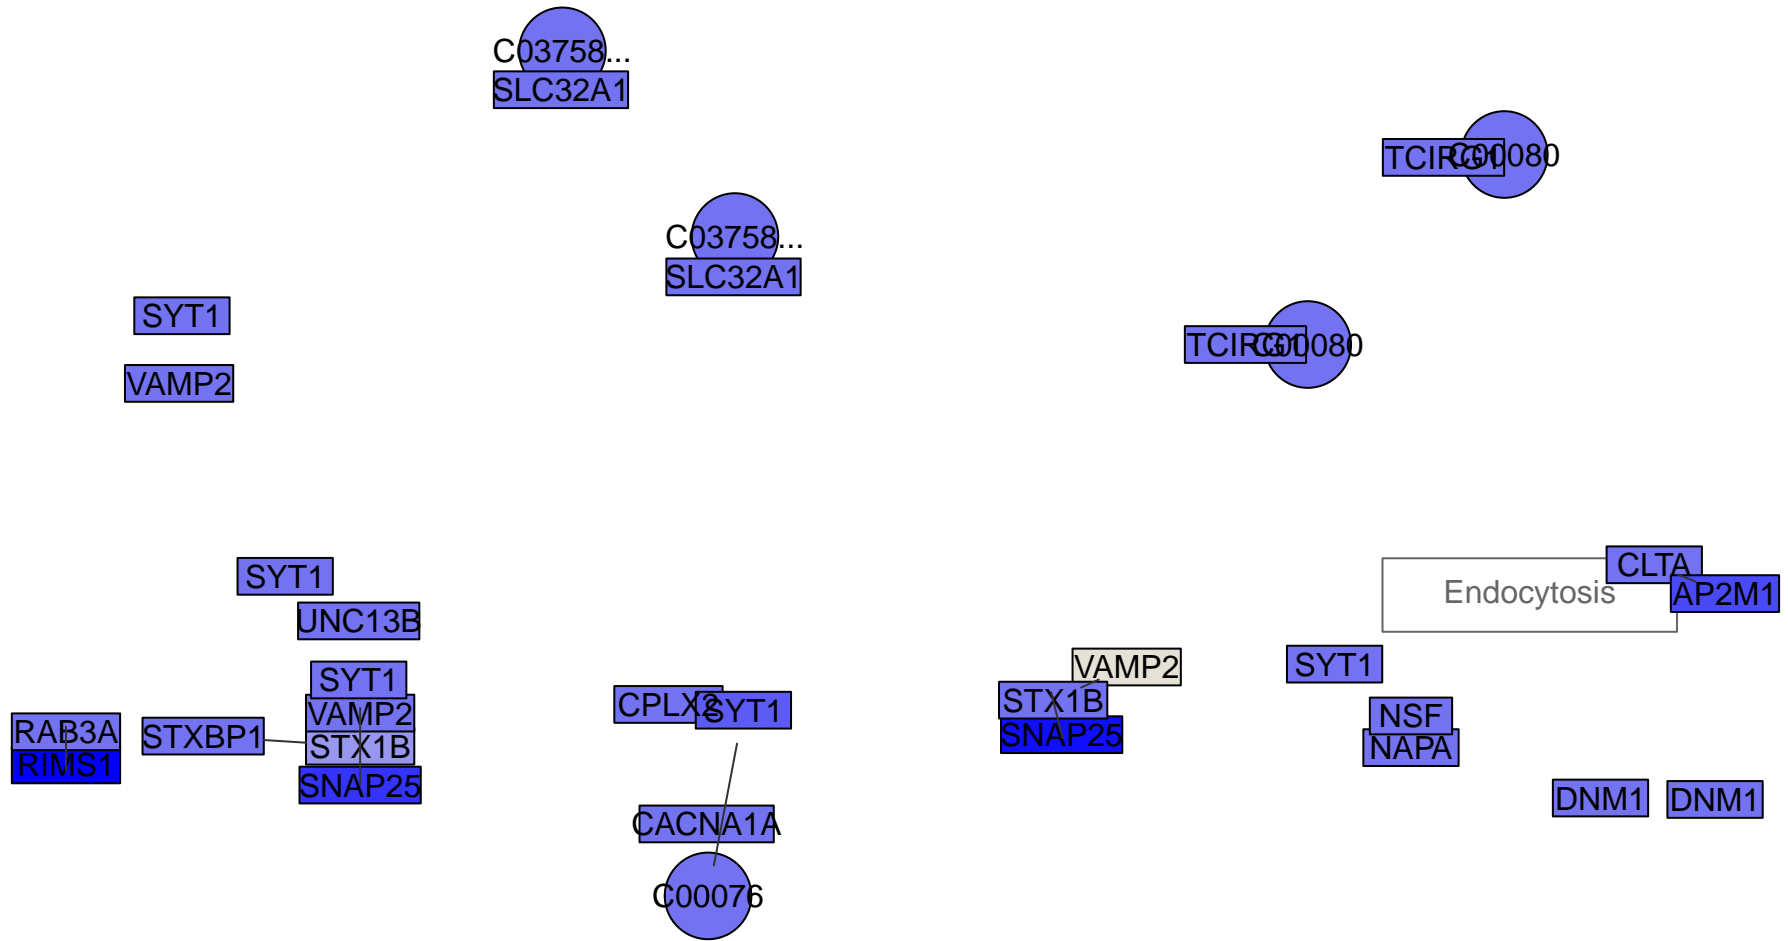 C03758...
SLC32A1
TCIRG1
C00080
C03758...
SLC32A1
SYT1
TCIRG1
C00080
VAMP2
SYT1
CLTA
Endocytosis
AP2M1
UNC13B
SYT1
VAMP2
SYT1
CPLX2
SYT1
STX1B
VAMP2
NSF
RAB3A
STXBP1
STX1B
SNAP25
NAPA
RIMS1
SNAP25
DNM1
DNM1
CACNA1A
C00076